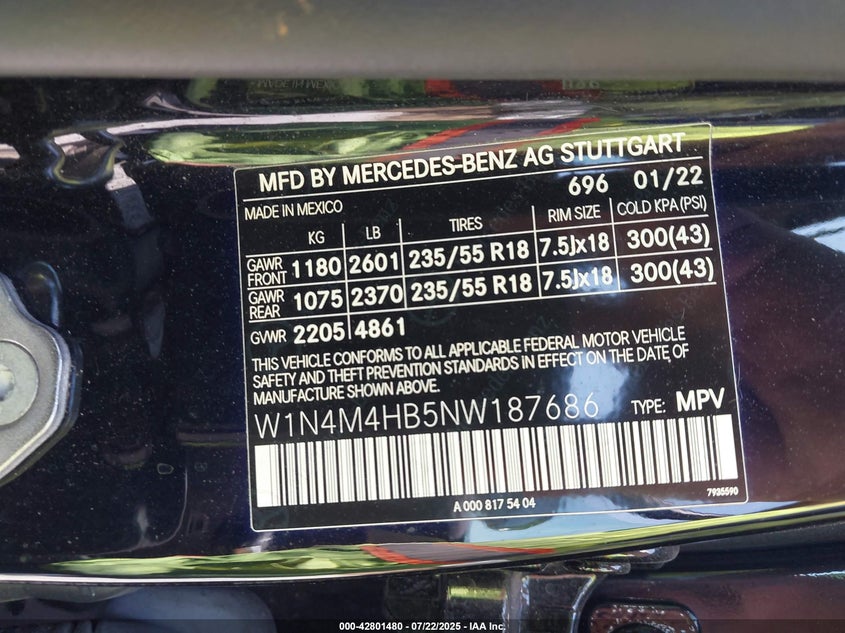 MFD BY MERCEDES-BENZ AG STUTTGART
696 01/22
MADE IN MEXICO
KG LB TIRES RIM SIZE COLD KPA (PSI)
GAWR FRONT 1180 2601 235/55 R18 7.5Jx18 300(43)
GAWR REAR 1075 2370 235/55 R18 7.5Jx18 300(43)
GVWR 2205 4861
THIS VEHICLE CONFORMS TO ALL APPLICABLE FEDERAL MOTOR VEHICLE
SAFETY AND THEFT PREVENTION STANDARDS IN EFFECT ON THE DATE OF
MANUFACTURE SHOWN ABOVE.
W1N4M4HB5NW187686 TYPE: MPV
7935590
A 000 817 54 04
000-42801480 - 07/22/2025 - IAA Inc.